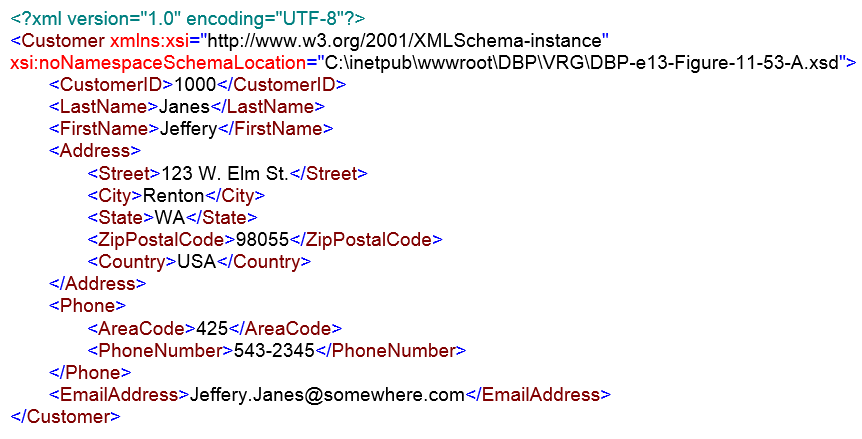 <?xml version="1.0" encoding="UTF-8"?>
<Customer xmlns:xsi="http://www.w3.org/2001/XMLSchema-instance"
xsi:noNamespaceSchemaLocation="C:\inetpub\wwwroot\DBP\VRG\DBP-e13-Figure-11-53-A.xsd">
<CustomerID>1000</CustomerID>
<LastName>Janes</LastName>
<FirstName>Jeffery</FirstName>
<Address>
<Street>123 W. Elm St.</Street>
<City>Renton</City>
<State>WA</State>
<ZipPostalCode>98055</ZipPostalCode>
<Country>USA</Country>
</Address>
<Phone>
<AreaCode>425</AreaCode>
<PhoneNumber>543-2345</PhoneNumber>
</Phone>
<EmailAddress>Jeffery.Janes@somewhere.com</EmailAddress>
</Customer>